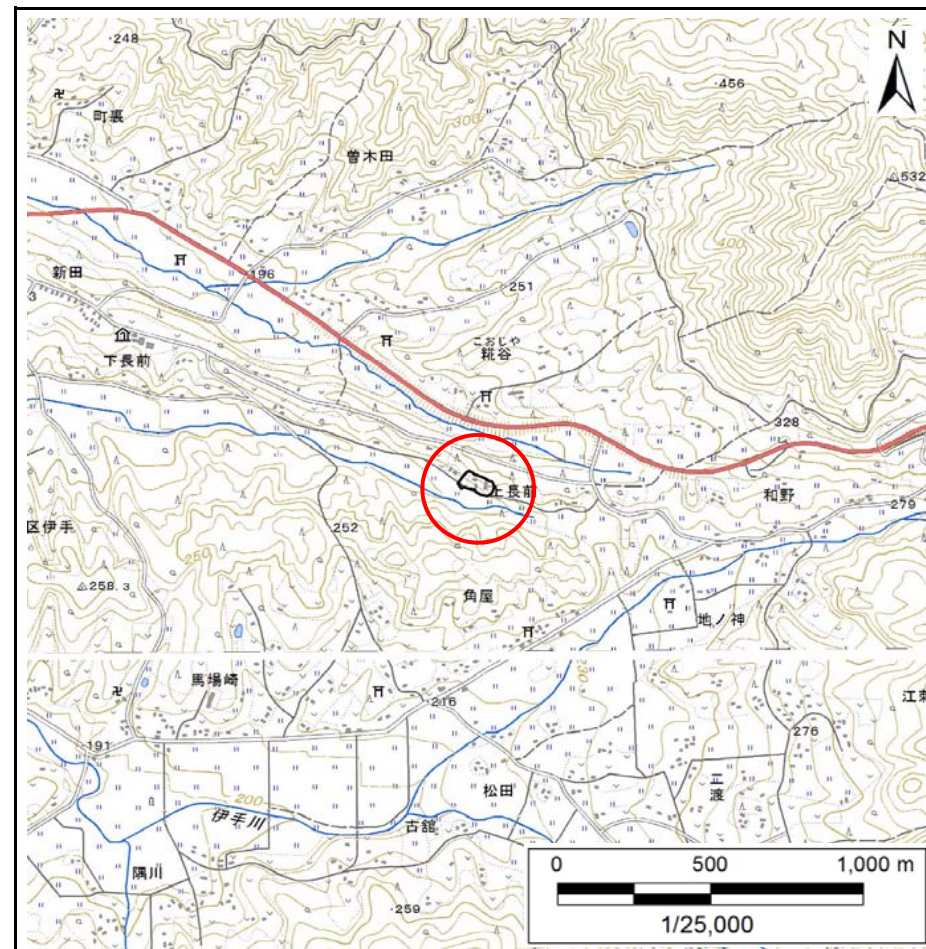 ・248
N
・456
町裏
300
曽木田
△532
新田
・196
400
・251
3
こおじや
糀谷
下長前
328
上長前
和野
279
区伊手
252
250
△258.3
角屋
地ノ神
馬場崎
・216
江刺
・191
276
200
松田
二渡
伊手川
古舘
隅川
・259
0 500 1,000 m
1/25,000